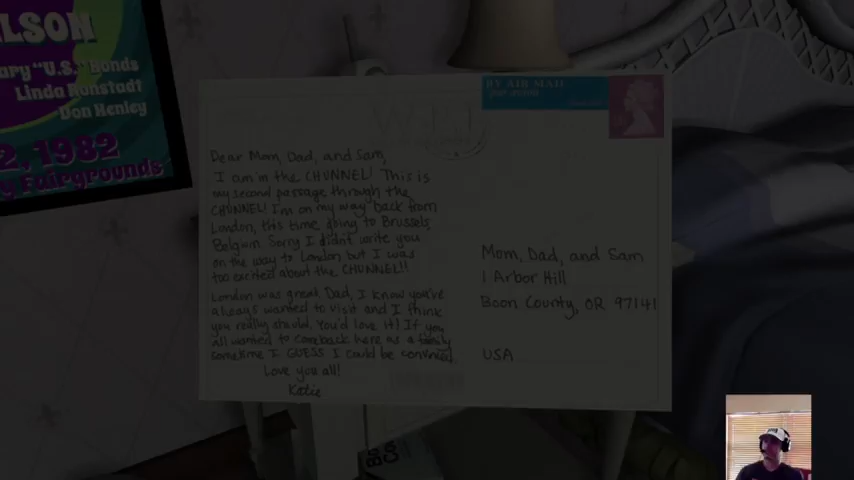 LSON
ary "U.S." Bonds
Linda Ronstadt
Don Henley
2, 1982
y Fairgrounds
BY AIR MAIL
Dear Mom, Dad, and Sam,
I am in the CHUNNEL! This is
my second passage through the
CHUNNEL! I'm on my way back from
London, this time going to Brussels,
Belgium. Sorry I didn't write you
on the way to London but I was
too excited about the CHUNNEL!!
London was great Dad, I know you've
always wanted to visit and I think
you really should. You'd love it! If you
all wanted to come back here as a family
sometime I GUESS I could be convinced.
Love you all!
Katie
Mom, Dad, and Sam
1 Arbor Hill
Boon County, OR 97141
USA